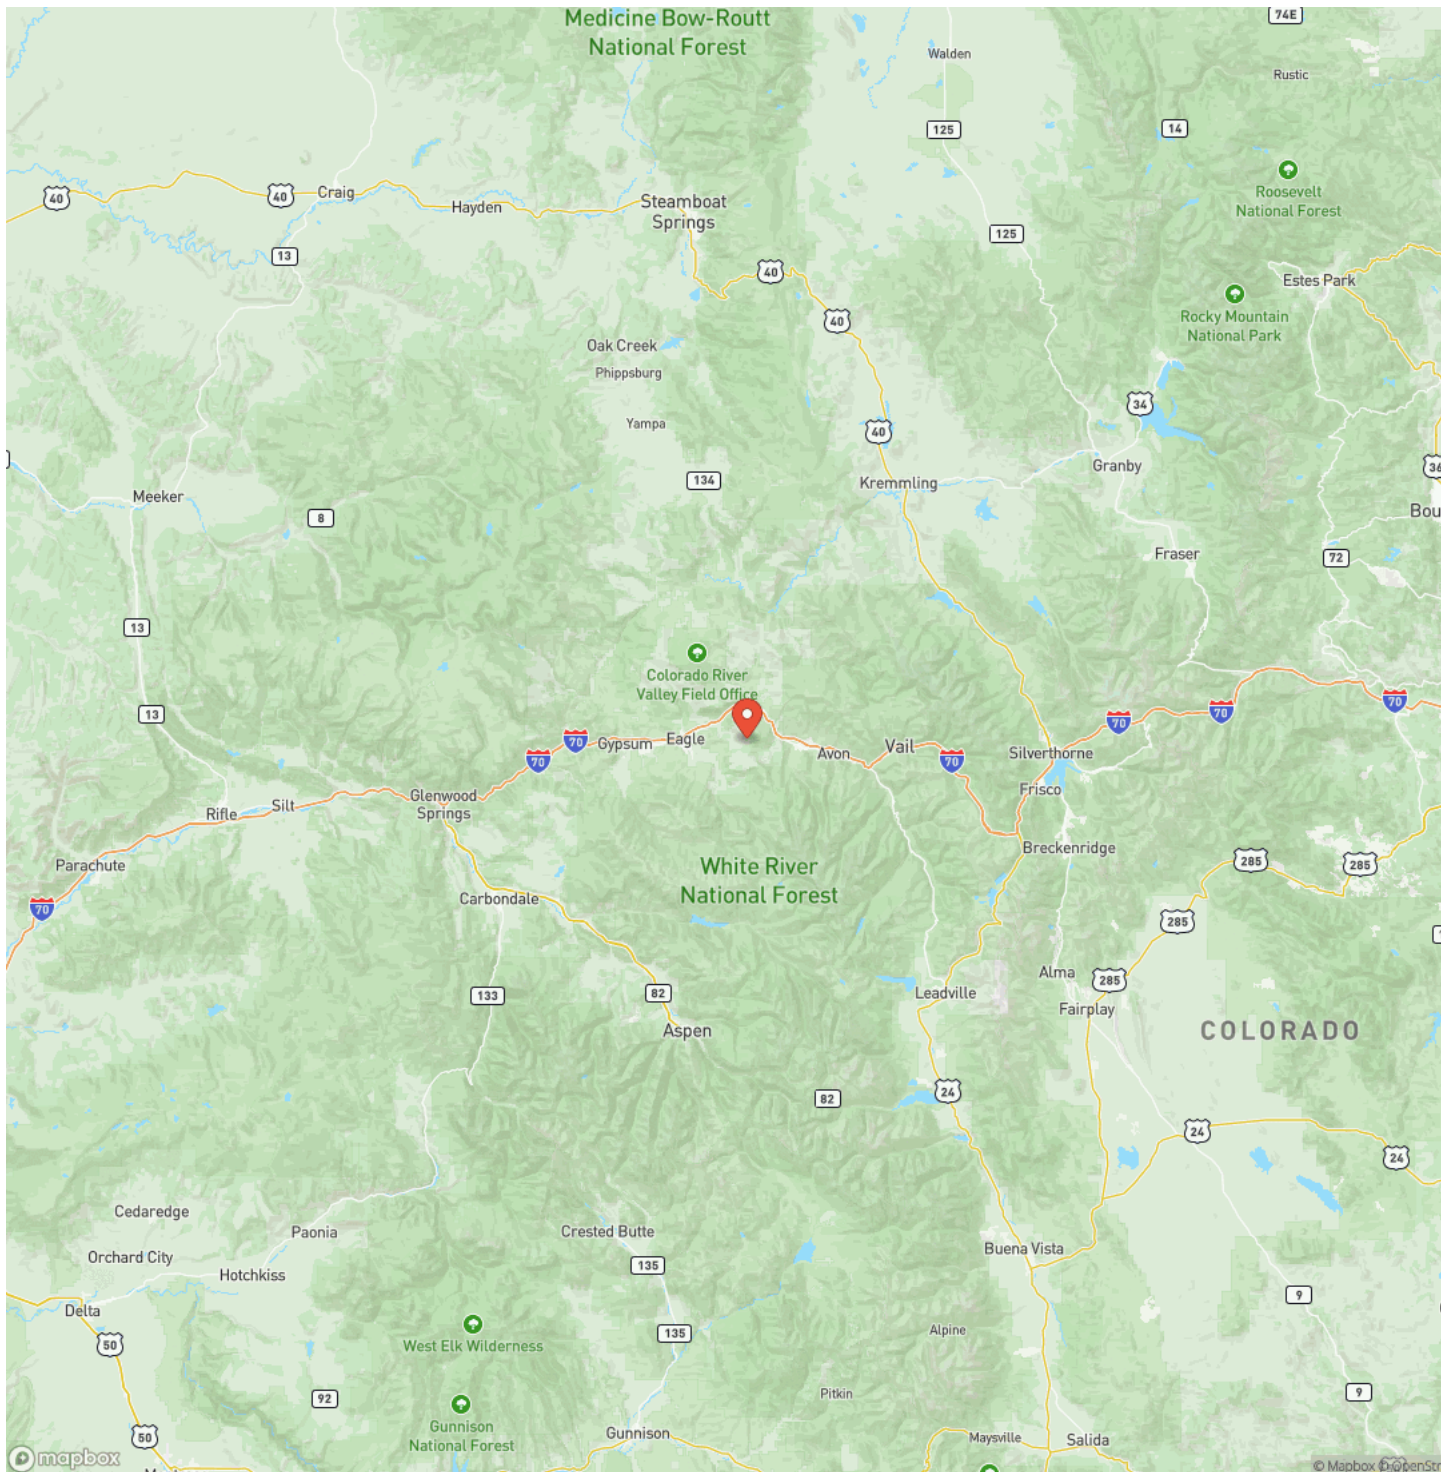 Medicine Bow-Routt
National Forest
74E
Walden
Rustic
125
14
Roosevelt
National Forest
40
40
Craig
Hayden
Steamboat
Springs
125
13
40
Estes Park
Rocky Mountain
National Park
40
Oak Creek
Phippsburg
34
Yampa
40
Granby
36
134
Kremmling
Meeker
Bou
8
Fraser
72
13
Colorado River
Valley Field Office
13
70
70
70
70
Gypsum
Eagle
Avon
Vail
Silverthorne
70
70
Frisco
Glenwood
Springs
Silt
Rifle
Breckenridge
Parachute
285
285
White River
National Forest
Carbondale
70
285
Alma
285
133
82
Leadville
Fairplay
Aspen
COLORADO
24
82
24
24
Cedaredge
Paonia
Crested Butte
Buena Vista
Orchard City
Hotchkiss
135
9
Delta
50
West Elk Wilderness
135
Alpine
92
Pitkin
9
Gunnison
National Forest
50
Gunnison
Maysville
Salida
mapbox
© Mapbox © OpenStr